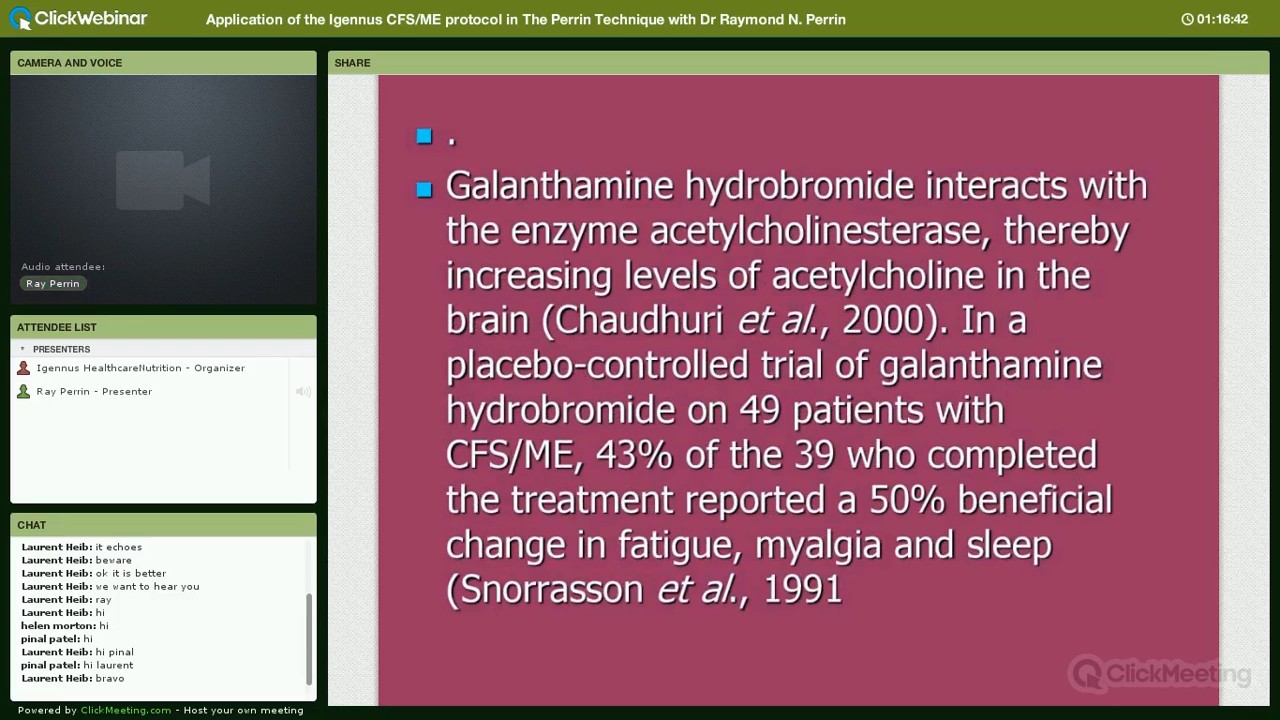 ClickWebinar
Application of the Igennus CFS/ME protocol in The Perrin Technique with Dr Raymond N. Perrin
01:16:42
CAMERA AND VOICE
Audio attendee:
Ray Perrin
ATTENDEE LIST
PRESENTERS
Igennus HealthcareNutrition - Organizer
Ray Perrin - Presenter
CHAT
Laurent Heib: it echoes
Laurent Heib: beware
Laurent Heib: ok it is better
Laurent Heib: we want to hear you
Laurent Heib: ray
Laurent Heib: hi
helen morton: hi
pinal patel: hi
Laurent Heib: hi pinal
pinal patel: hi laurent
Laurent Heib: bravo
Powered by ClickMeeting.com - Host your own meeting
SHARE
.
Galanthamine hydrobromide interacts with
the enzyme acetylcholinesterase, thereby
increasing levels of acetylcholine in the
brain (Chaudhuri et al., 2000). In a
placebo-controlled trial of galanthamine
hydrobromide on 49 patients with
CFS/ME, 43% of the 39 who completed
the treatment reported a 50% beneficial
change in fatigue, myalgia and sleep
(Snorrasson et al., 1991
ClickMeeting